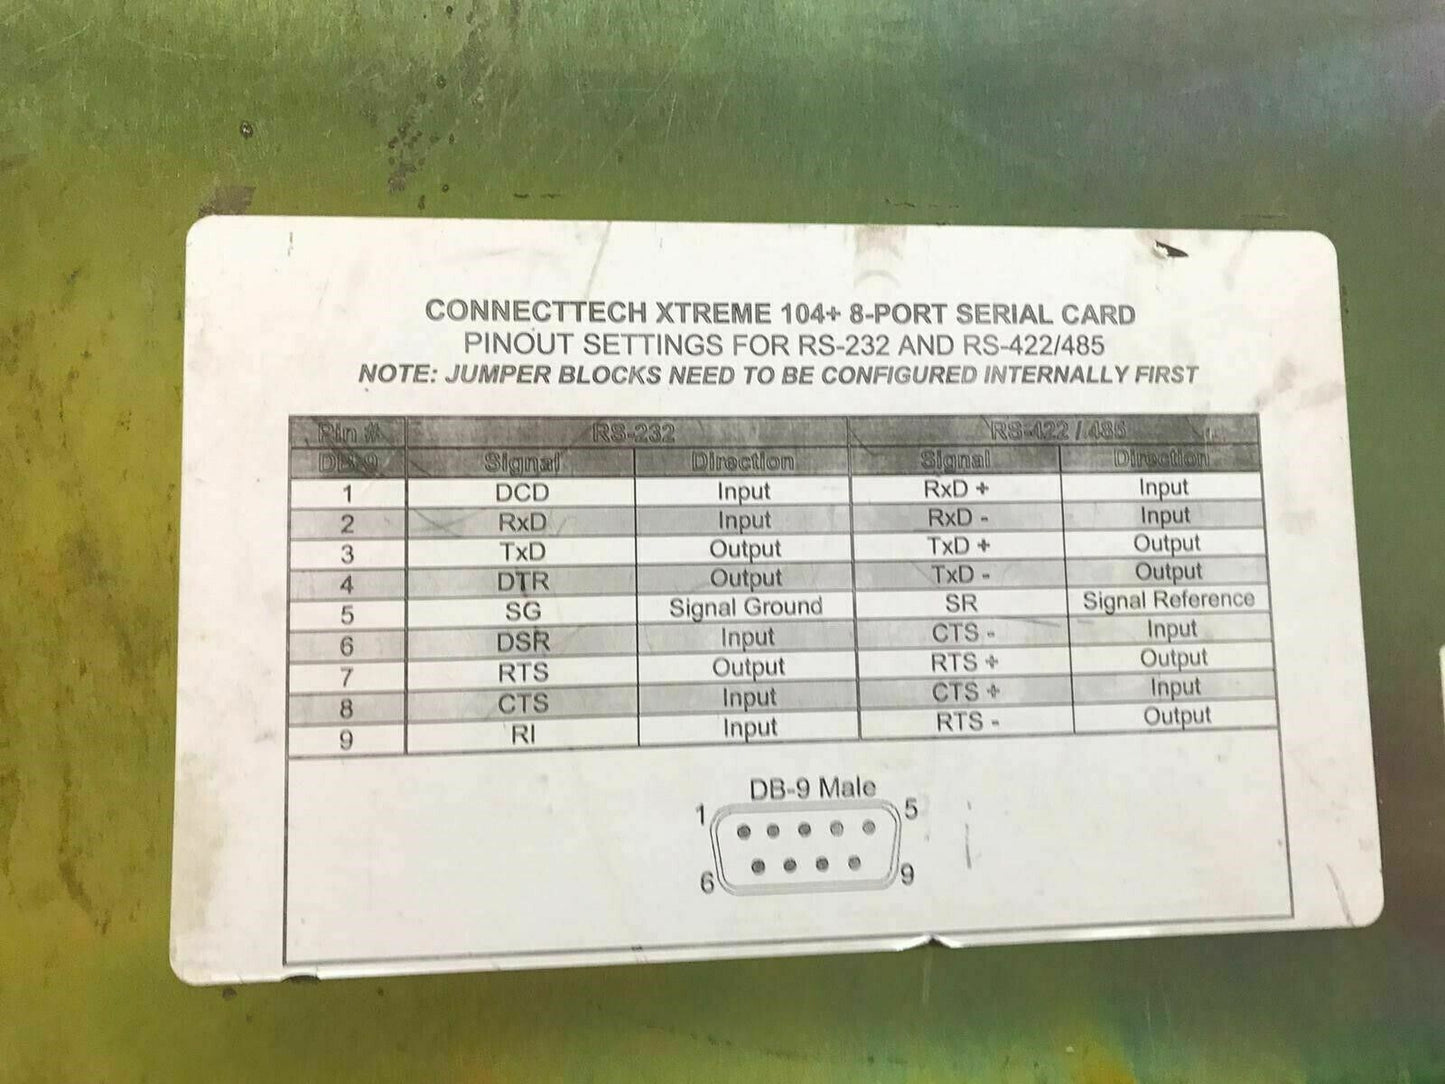 CONNECTTECH XTREME 104+ 8-PORT SERIAL CARD
PINOUT SETTINGS FOR RS-232 AND RS-422/485
NOTE: JUMPER BLOCKS NEED TO BE CONFIGURED INTERNALLY FIRST
Pin # RS-232 RS-422 / 485
DB-9 Signal Direction Signal Direction
1 DCD Input RxD + Input
2 RxD Input RxD - Input
3 TxD Output TxD + Output
4 DTR Output TxD - Output
5 SG Signal Ground SR Signal Reference
6 DSR Input CTS - Input
7 RTS Output RTS + Output
8 CTS Input CTS + Input
9 RI Input RTS - Output
DB-9 Male
1 5
6 9